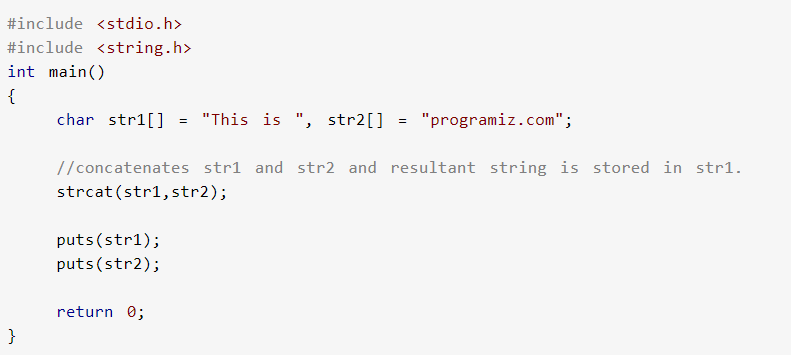 #include <stdio.h>
#include <string.h>
int main()
{
char str1[] = "This is ", str2[] = "programiz.com";
//concatenates str1 and str2 and resultant string is stored in str1.
strcat(str1,str2);
puts(str1);
puts(str2);
return 0;
}